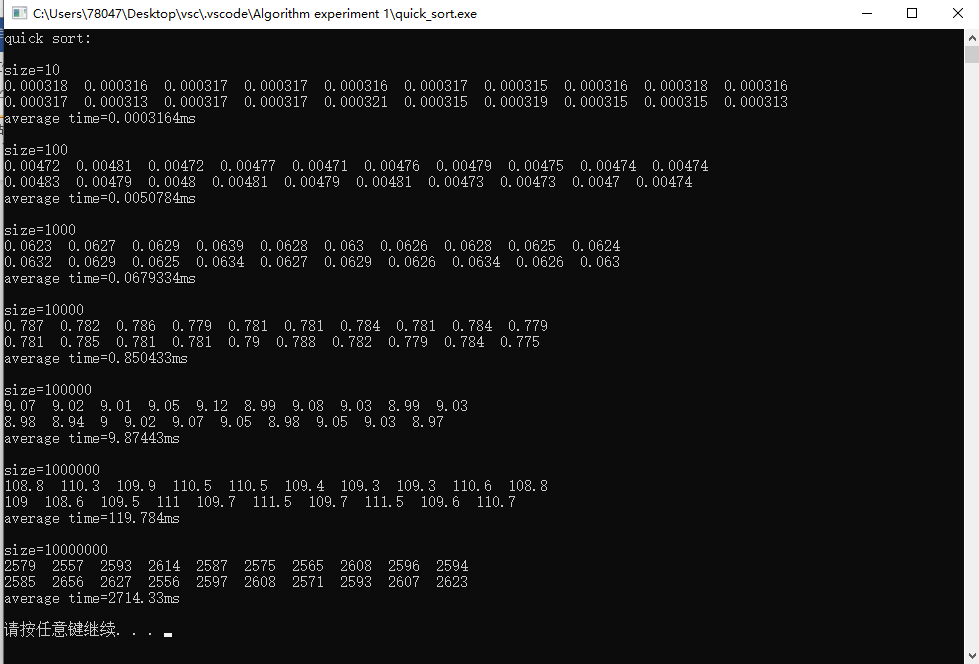 C:\Users\78047\Desktop\vsc\.vscode\Algorithm experiment 1\quick_sort.exe
quick sort:
size=10
0.000318 0.000316 0.000317 0.000317 0.000316 0.000317 0.000315 0.000316 0.000318 0.000316
0.000317 0.000313 0.000317 0.000317 0.000321 0.000315 0.000319 0.000315 0.000315 0.000313
average time=0.0003164ms
size=100
0.00472 0.00481 0.00472 0.00477 0.00471 0.00476 0.00479 0.00475 0.00474 0.00474
0.00483 0.00479 0.0048 0.00481 0.00479 0.00481 0.00473 0.00473 0.0047 0.00474
average time=0.0050784ms
size=1000
0.0623 0.0627 0.0629 0.0639 0.0628 0.063 0.0626 0.0628 0.0625 0.0624
0.0632 0.0629 0.0625 0.0634 0.0627 0.0629 0.0626 0.0634 0.0626 0.063
average time=0.0679334ms
size=10000
0.787 0.782 0.786 0.779 0.781 0.781 0.784 0.781 0.784 0.779
0.781 0.785 0.781 0.781 0.79 0.788 0.782 0.779 0.784 0.775
average time=0.850433ms
size=100000
9.07 9.02 9.01 9.05 9.12 8.99 9.08 9.03 8.99 9.03
8.98 8.94 9 9.02 9.07 9.05 8.98 9.05 9.03 8.97
average time=9.87443ms
size=1000000
108.8 110.3 109.9 110.5 110.5 109.4 109.3 109.3 110.6 108.8
109 108.6 109.5 111 109.7 111.5 109.7 111.5 109.6 110.7
average time=119.784ms
size=10000000
2579 2557 2593 2614 2587 2575 2565 2608 2596 2594
2585 2656 2627 2556 2597 2608 2571 2593 2607 2623
average time=2714.33ms
请按任意键继续. . .